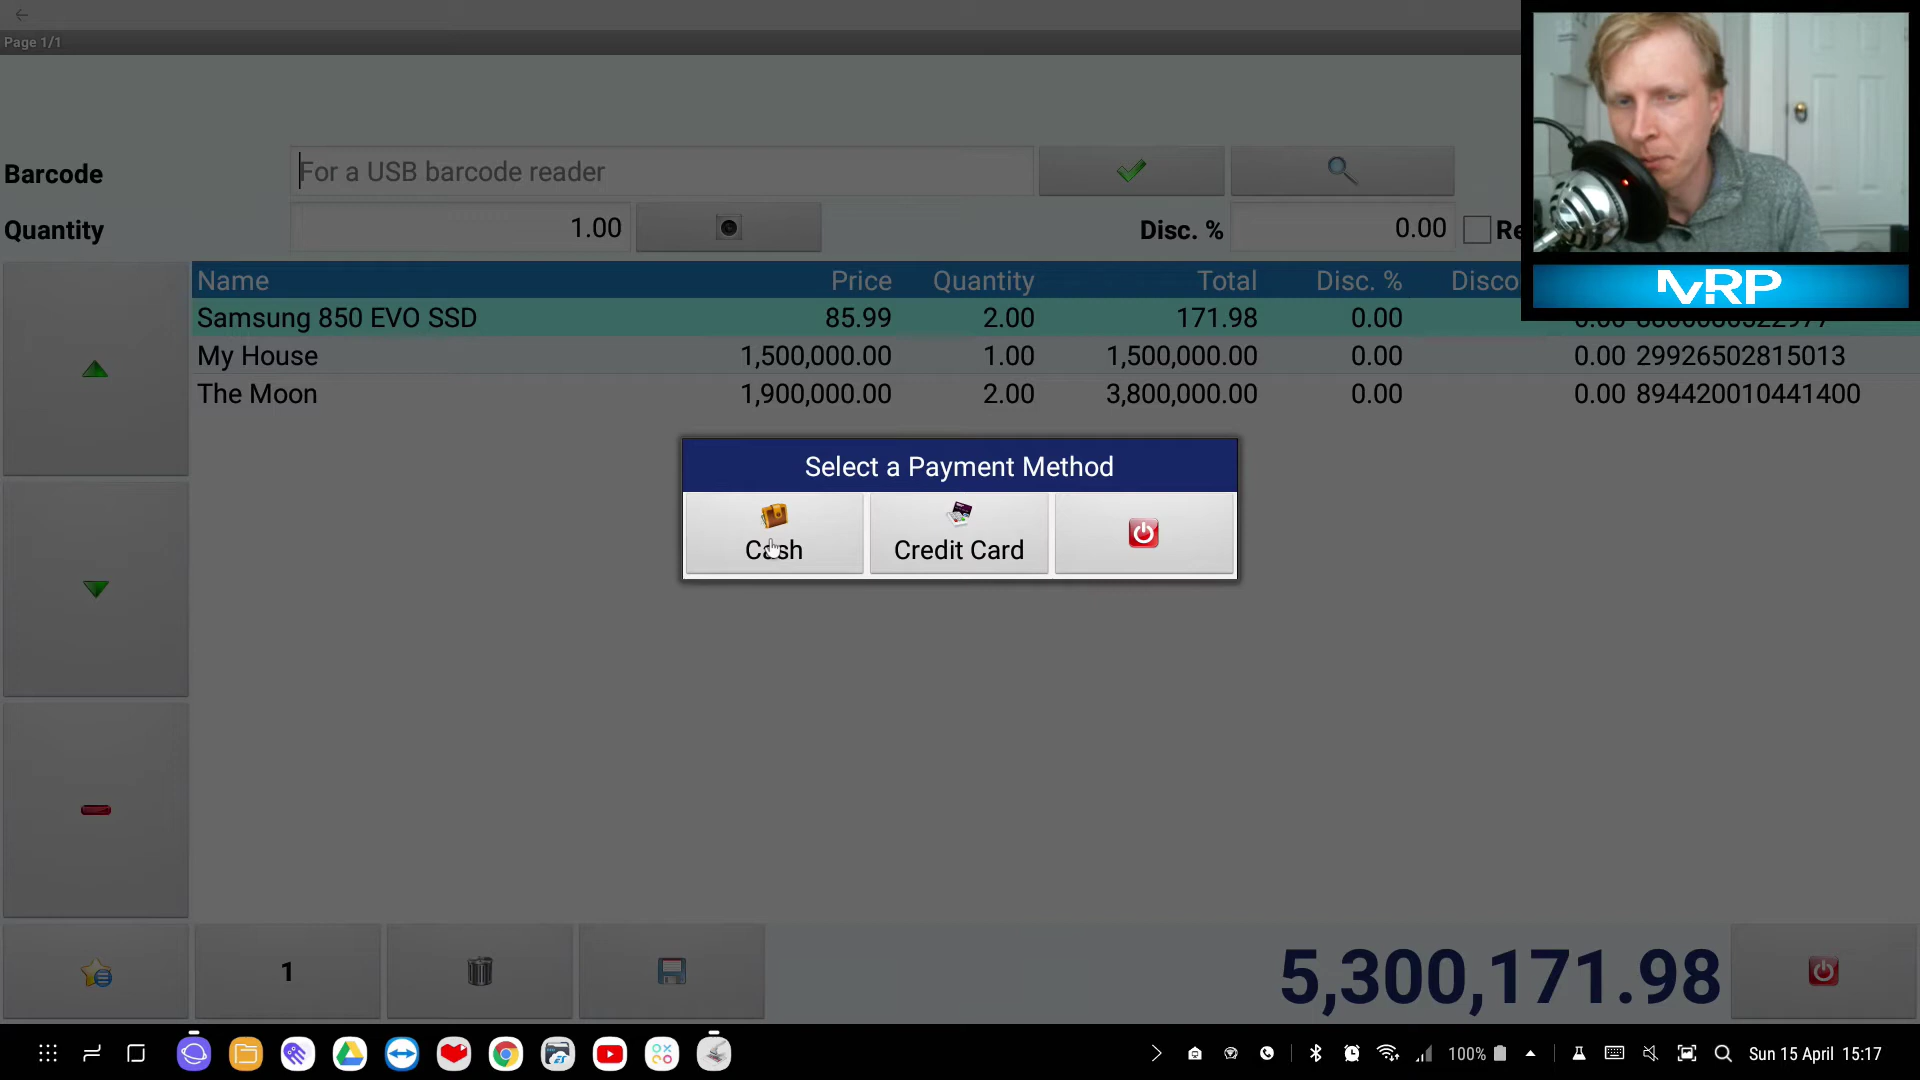 Page 1/1
Barcode For a USB barcode reader
Quantity 1.00 Disc. % 0.00 Re
Name Price Quantity Total Disc. % Disco
Samsung 850 EVO SSD 85.99 2.00 171.98 0.00
My House 1,500,000.00 1.00 1,500,000.00 0.00 0.00 29926502815013
The Moon 1,900,000.00 2.00 3,800,000.00 0.00 0.00 894420010441400
Select a Payment Method
Cash Credit Card
1 5,300,171.98
100% Sun 15 April 15:17
MRP